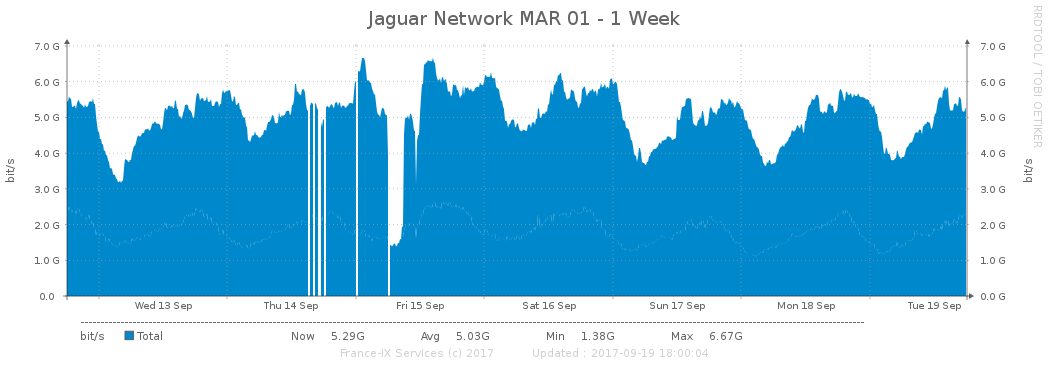 Jaguar Network MAR 01 - 1 Week
RRDTOOL / TOBI OETIKER
7.0 G 7.0 G
6.0 G 6.0 G
5.0 G 5.0 G
4.0 G 4.0 G
3.0 G 3.0 G
2.0 G 2.0 G
1.0 G 1.0 G
0.0 0.0 G
bit/s
bit/s
Wed 13 Sep Thu 14 Sep Fri 15 Sep Sat 16 Sep Sun 17 Sep Mon 18 Sep Tue 19 Sep
bit/s Total Now 5.29G Avg 5.03G Min 1.38G Max 6.67G
France-IX Services (c) 2017 Updated : 2017-09-19 18:00:04